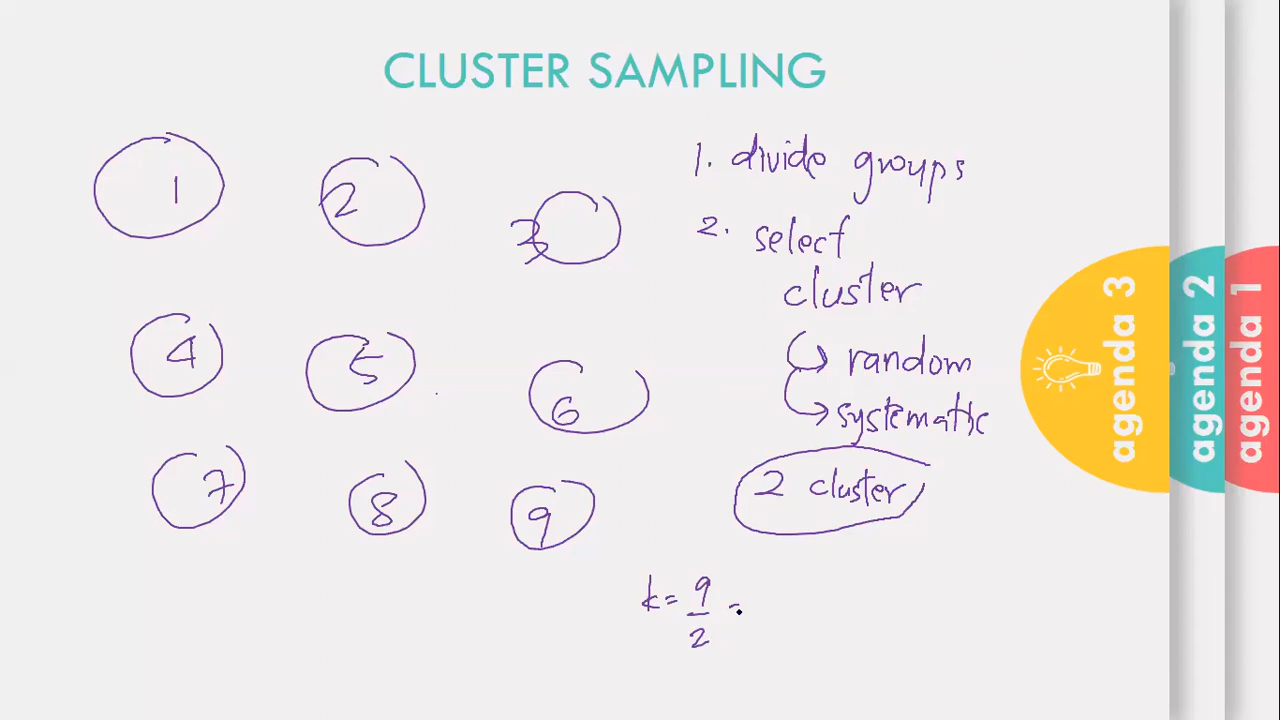 CLUSTER SAMPLING
1
2
3
4
5
6
7
8
9
1. divide groups
2. select
cluster
random
systematic
2 cluster
k = 9/2 =
agenda 3
agenda 2
agenda 1